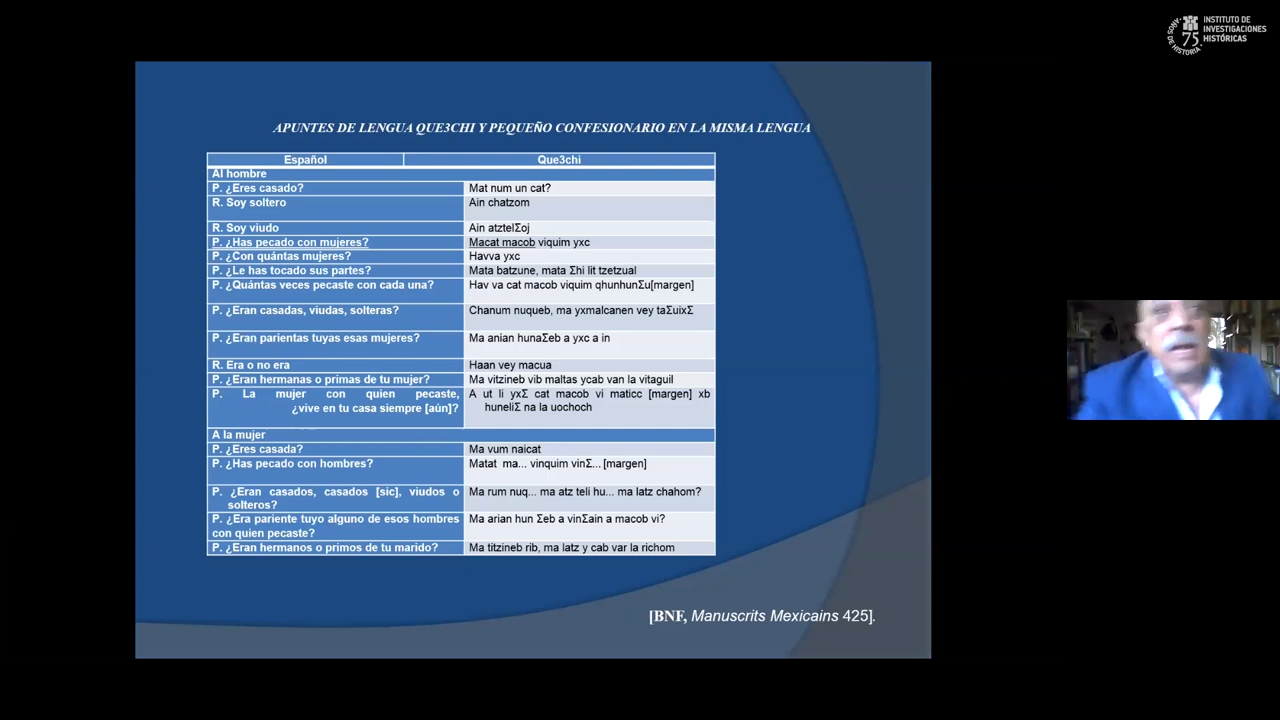 INSTITUTO DE
INVESTIGACIONES
HISTÓRICAS
75
AÑOS DE HISTORIA
APUNTES DE LENGUA QUE3CHI Y PEQUEÑO CONFESIONARIO EN LA MISMA LENGUA
Español Que3chi
Al hombre
P. ¿Eres casado? Mat num un cat?
R. Soy soltero Ain chatzom
R. Soy viudo Ain atztelΣoj
P. ¿Has pecado con mujeres? Macat macob viquim yxc
P. ¿Con quántas mujeres? Havva yxc
P. ¿Le has tocado sus partes? Mata batzune, mata Σhi lit tzetzual
P. ¿Quántas veces pecaste con cada una? Hav va cat macob viquim qhunhunΣu[margen]
P. ¿Eran casadas, viudas, solteras? Chanum nuqueb, ma yxmalcanen vey taΣuixΣ
P. ¿Eran parientas tuyas esas mujeres? Ma anian hunaΣeb a yxc a in
R. Era o no era Haan vey macua
P. ¿Eran hermanas o primas de tu mujer? Ma vitzineb vib maltas ycab van la vitaguil
P. La mujer con quien pecaste, A ut li yxΣ cat macob vi maticc [margen] xb
¿vive en tu casa siempre [aún]? huneliΣ na la uochoch
A la mujer
P. ¿Eres casada? Ma vum naicat
P. ¿Has pecado con hombres? Matat ma... vinquim vinΣ... [margen]
P. ¿Eran casados, casados [sic], viudos o Ma rum nuq... ma atz teli hu... ma latz chahom?
solteros?
P. ¿Era pariente tuyo alguno de esos hombres Ma arian hun Σeb a vinΣain a macob vi?
con quien pecaste?
P. ¿Eran hermanos o primos de tu marido? Ma titzineb rib, ma latz y cab var la richom
[BNF, Manuscrits Mexicains 425].